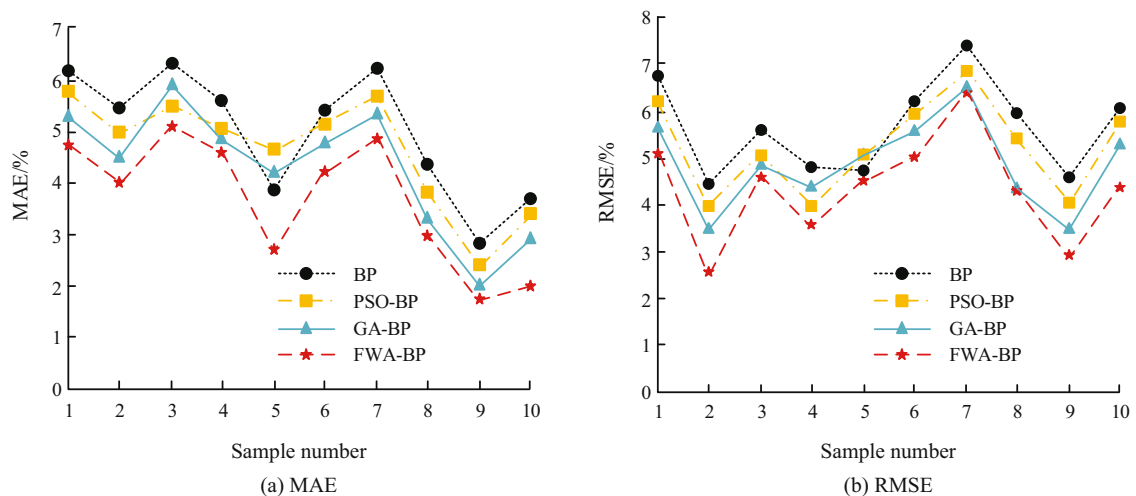 7
6
5
4
3
2
1
0
MAE/%
BP
PSO-BP
GA-BP
FWA-BP
1 2 3 4 5 6 7 8 9 10
Sample number
(a) MAE
8
7
6
5
4
3
2
1
0
RMSE/%
BP
PSO-BP
GA-BP
FWA-BP
1 2 3 4 5 6 7 8 9 10
Sample number
(b) RMSE